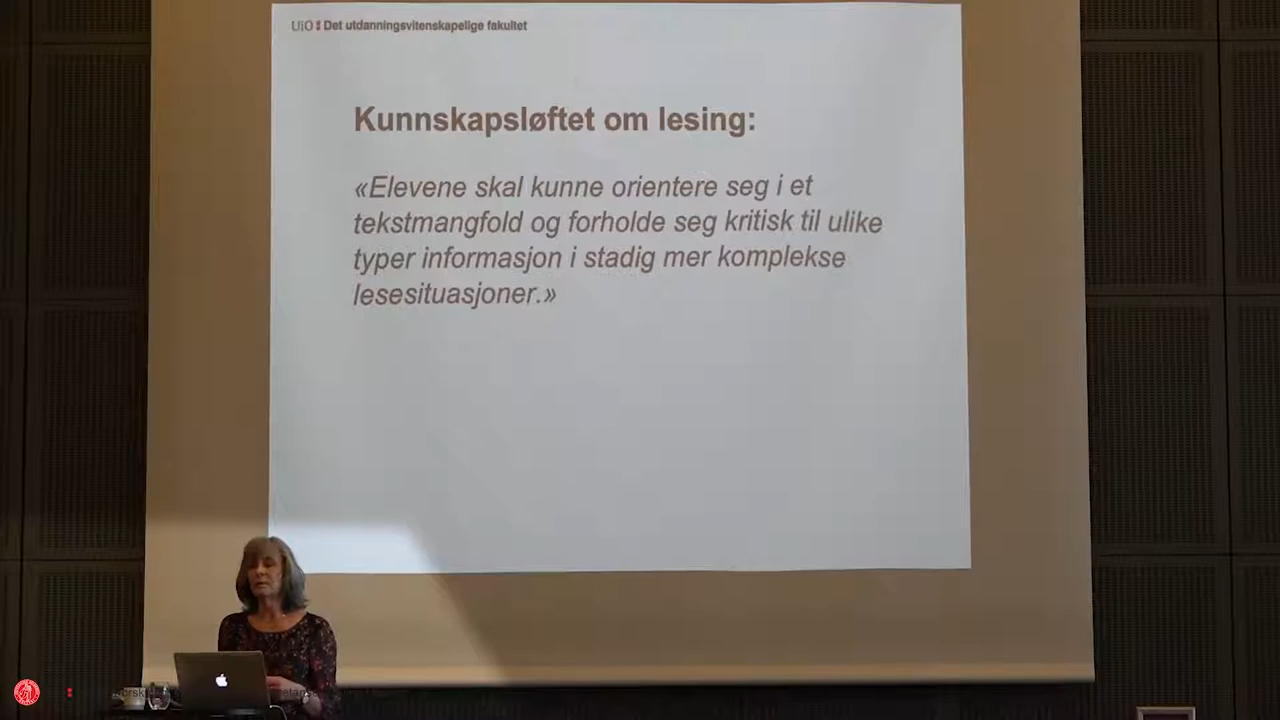 UiO Det utdanningsvitenskapelige fakultet
Kunnskapsløftet om lesing:
«Elevene skal kunne orientere seg i et
tekstmangfold og forholde seg kritisk til ulike
typer informasjon i stadig mer komplekse
lesesituasjoner.»